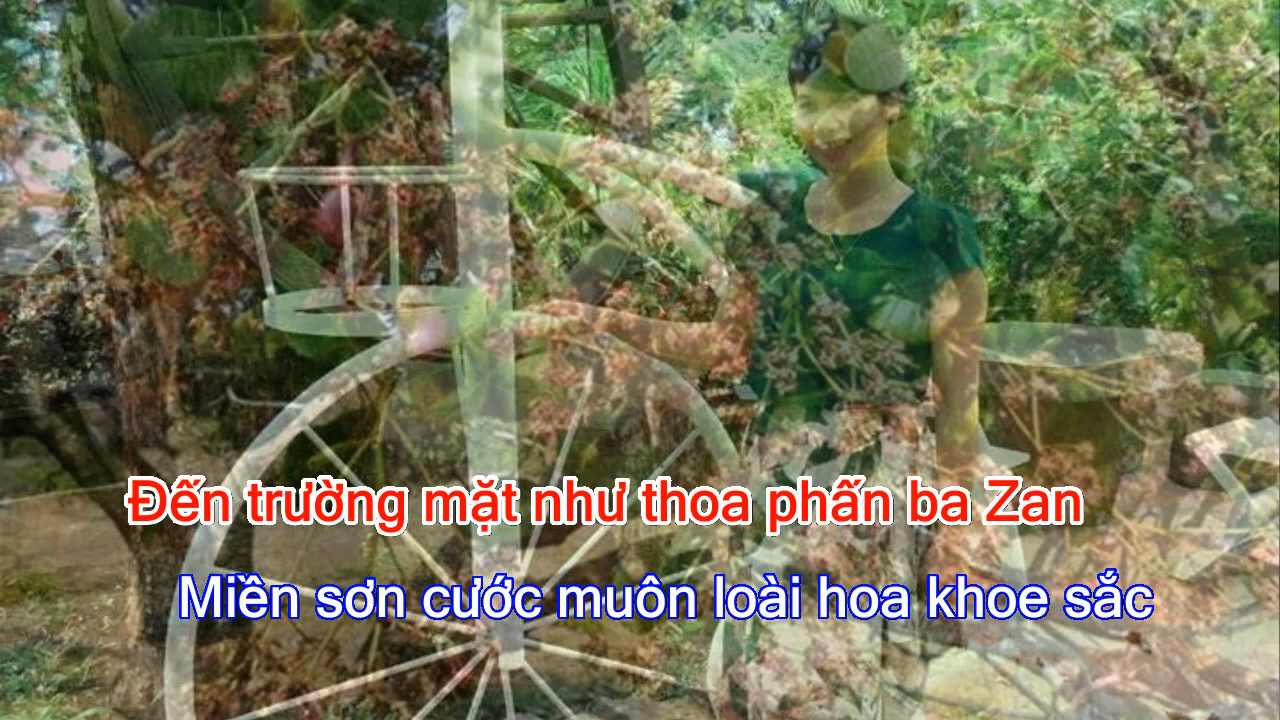 Đến trường mặt như thoa phấn ba Zan
Miền sơn cước muôn loài hoa khoe sắc